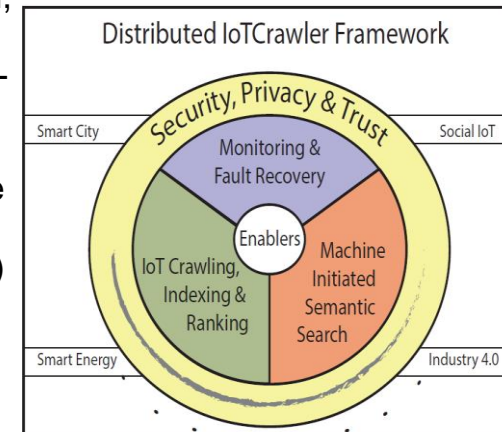 Distributed IoTCrawler Framework
Security, Privacy & Trust
Smart City
Social IoT
Monitoring &
Fault Recovery
Enablers
IoT Crawling,
Indexing &
Ranking
Machine
Initiated
Semantic
Search
Smart Energy
Industry 4.0